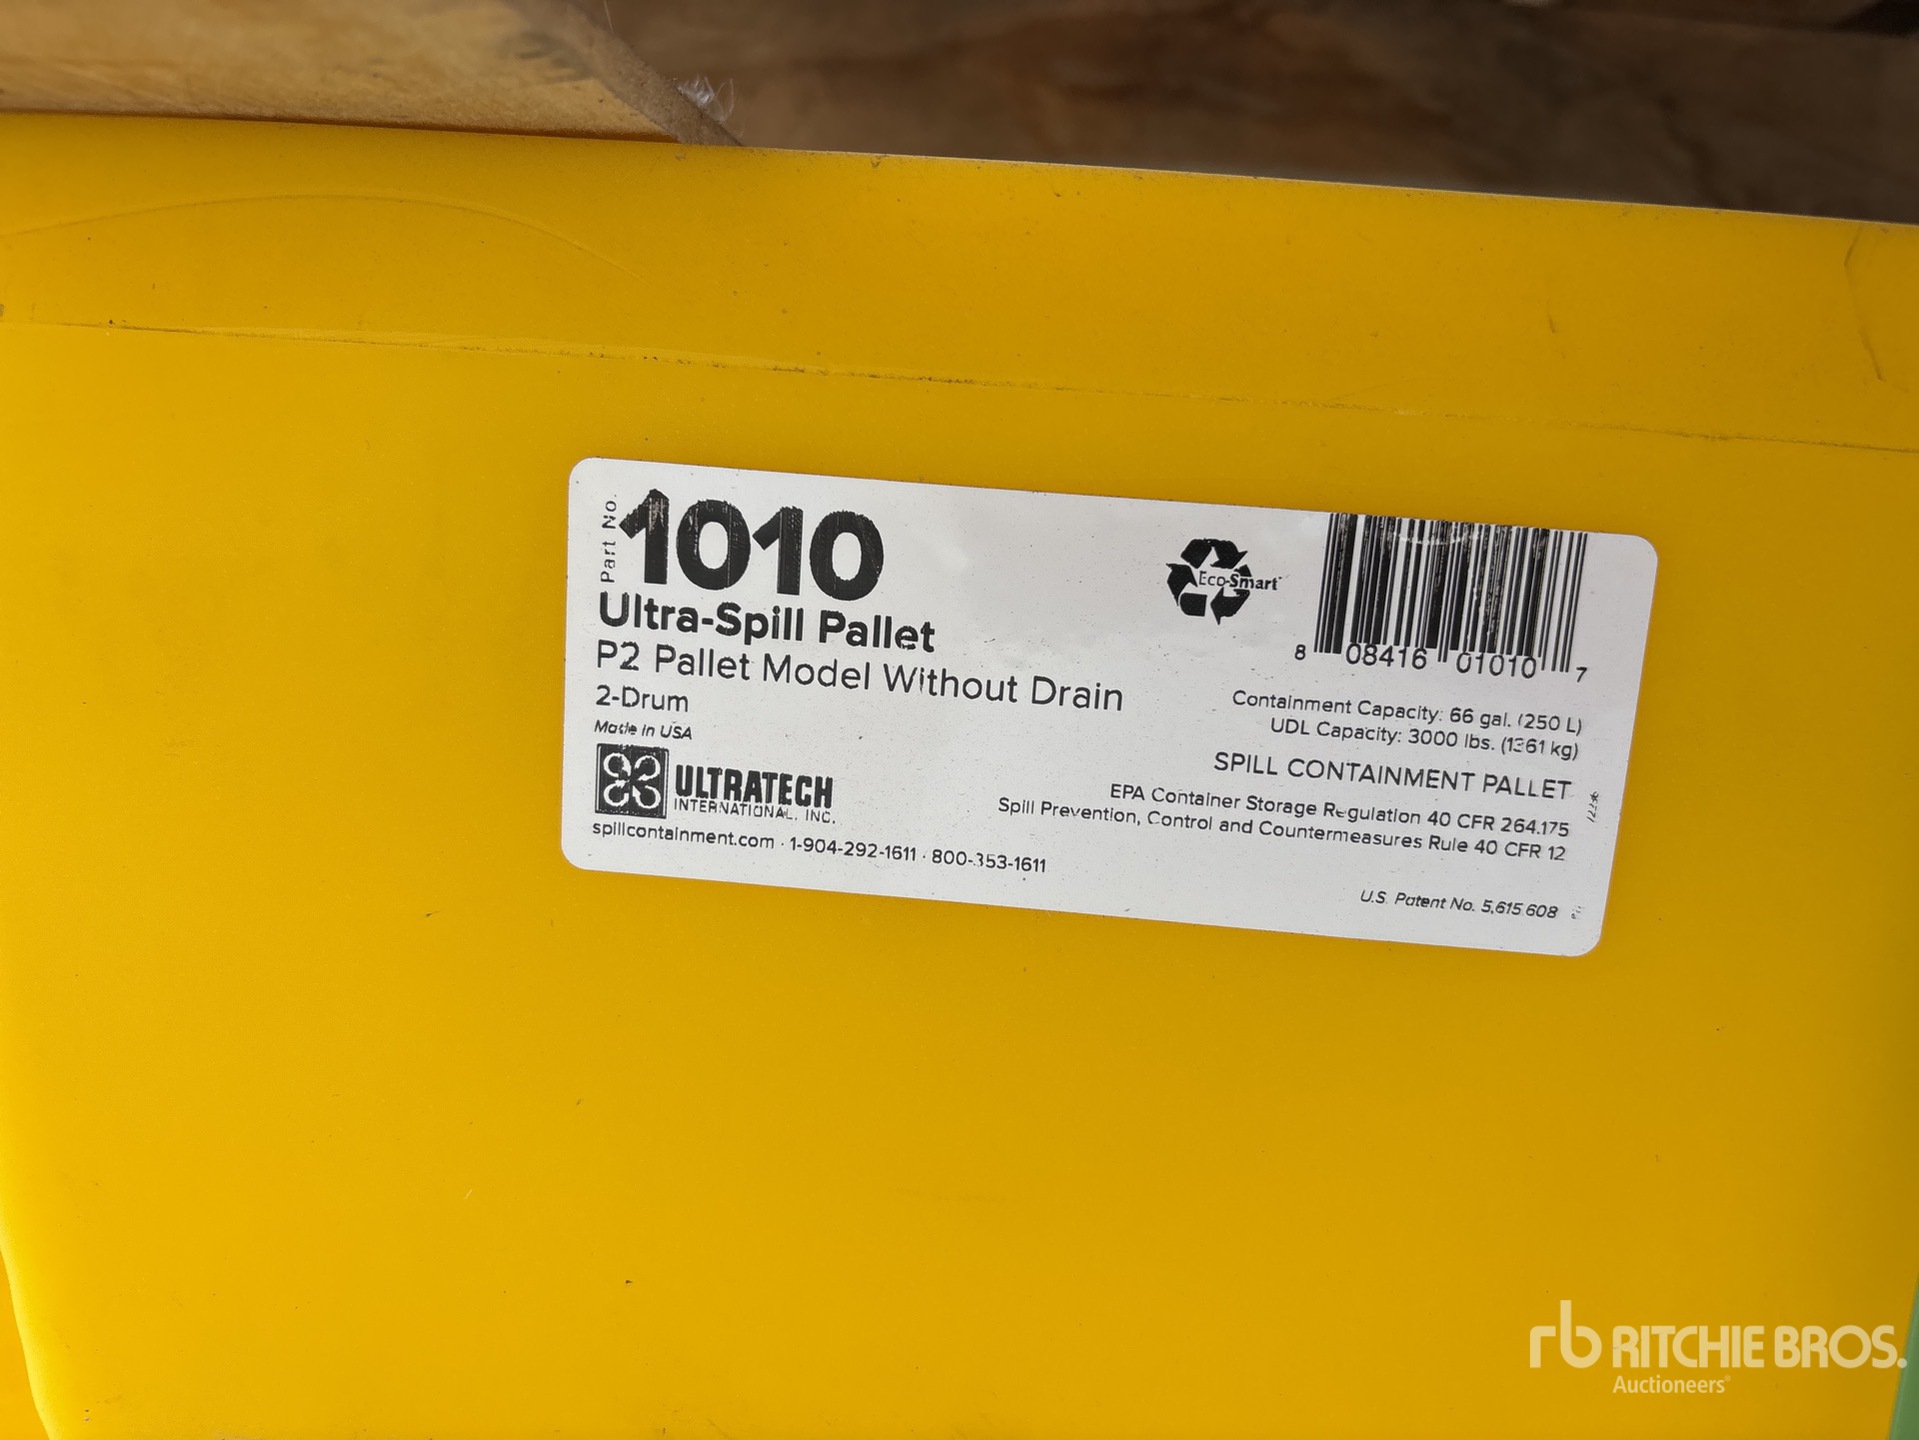 Part No.
1010
Ultra-Spill Pallet
P2 Pallet Model Without Drain
2-Drum
Made in USA
ULTRATECH
INTERNATIONAL, INC.
spillcontainment.com · 1-904-292-1611 · 800-353-1611
Eco-Smart
8 08416 01010 7
Containment Capacity: 66 gal. (250 L)
UDL Capacity: 3000 lbs. (1361 kg)
SPILL CONTAINMENT PALLET
EPA Container Storage Regulation 40 CFR 264.175
Spill Prevention, Control and Countermeasures Rule 40 CFR 12
U.S. Patent No. 5,615,608
rb RITCHIE BROS.
Auctioneers